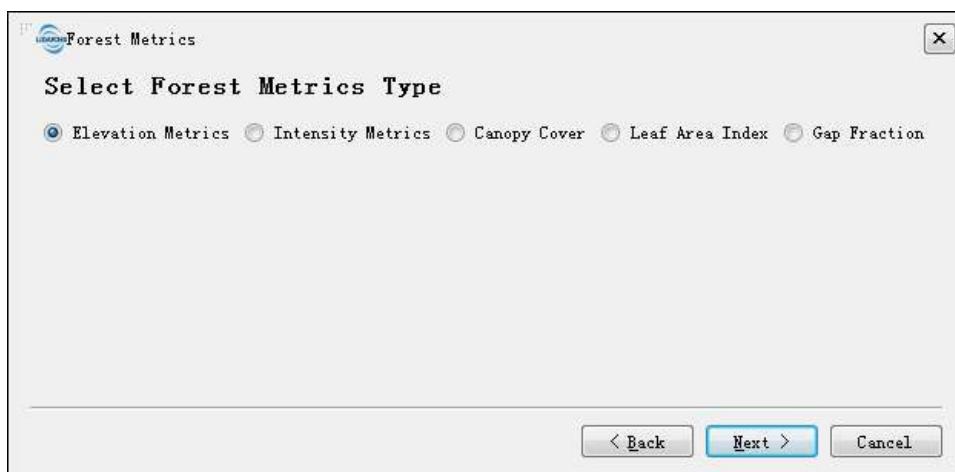 Forest Metrics
Select Forest Metrics Type
Elevation Metrics Intensity Metrics Canopy Cover Leaf Area Index Gap Fraction
< Back Next > Cancel